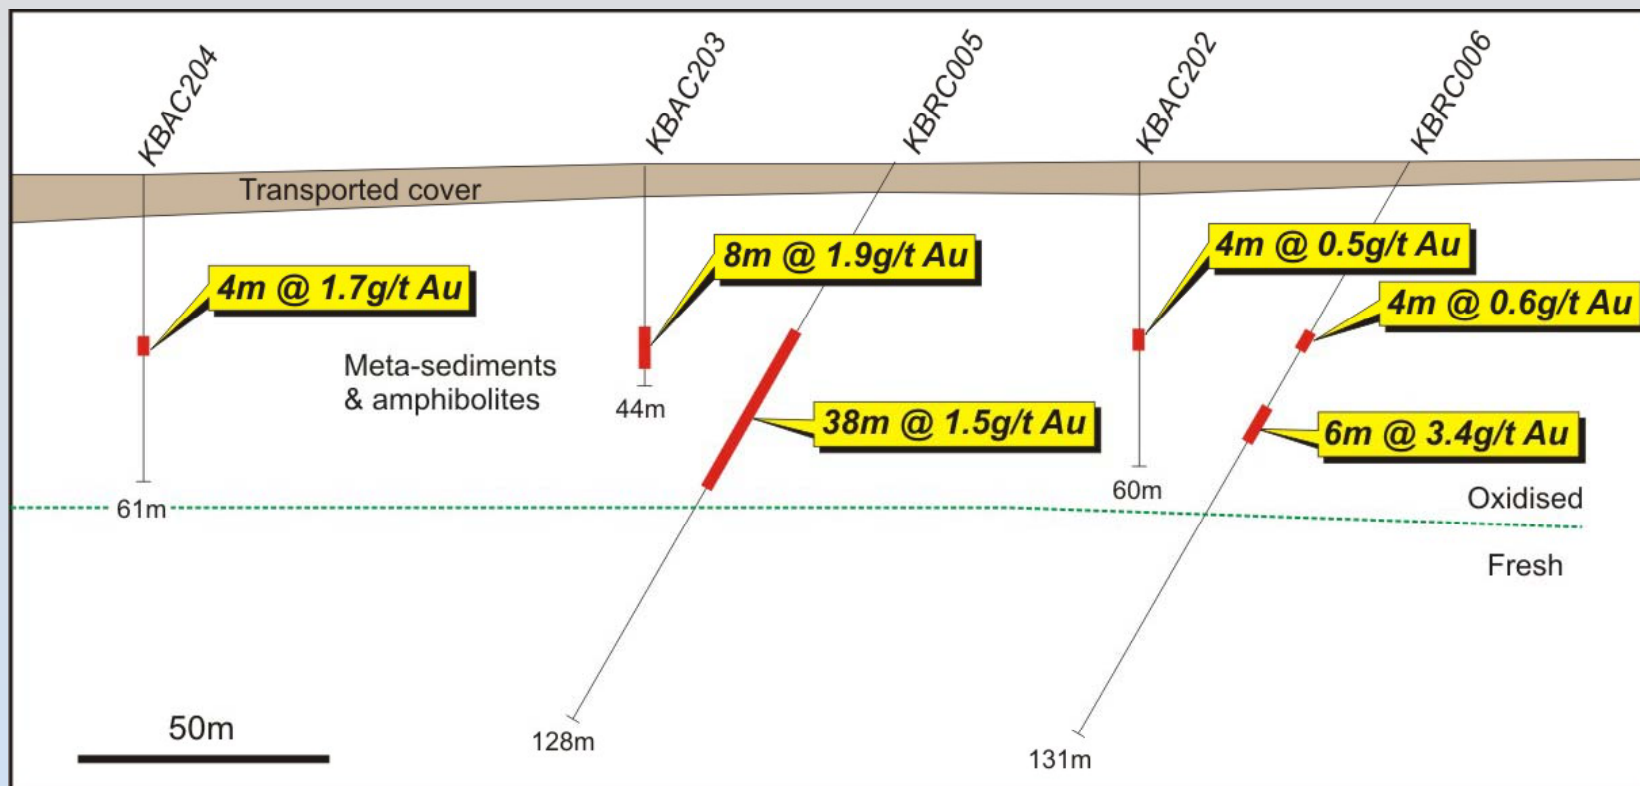 KBAC204
KBAC203
KBRC005
KBAC202
KBRC006
Transported cover
4m @ 1.7g/t Au
8m @ 1.9g/t Au
4m @ 0.5g/t Au
4m @ 0.6g/t Au
Meta-sediments
& amphibolites
44m
38m @ 1.5g/t Au
6m @ 3.4g/t Au
61m
60m
Oxidised
Fresh
50m
128m
131m